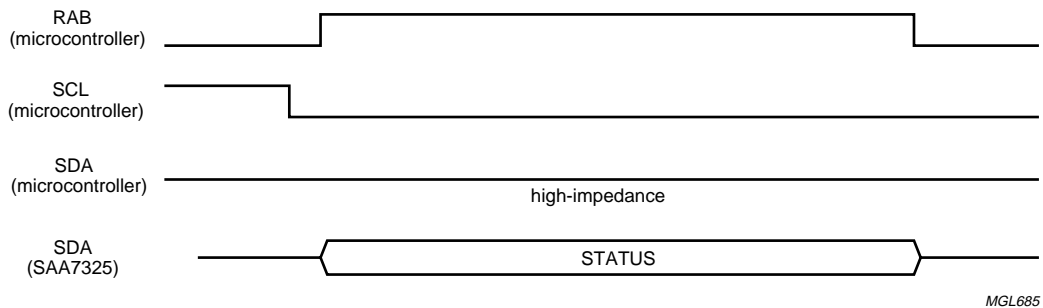 RAB
(microcontroller)
SCL
(microcontroller)
SDA
(microcontroller)
high-impedance
SDA
(SAA7325)
STATUS
MGL685